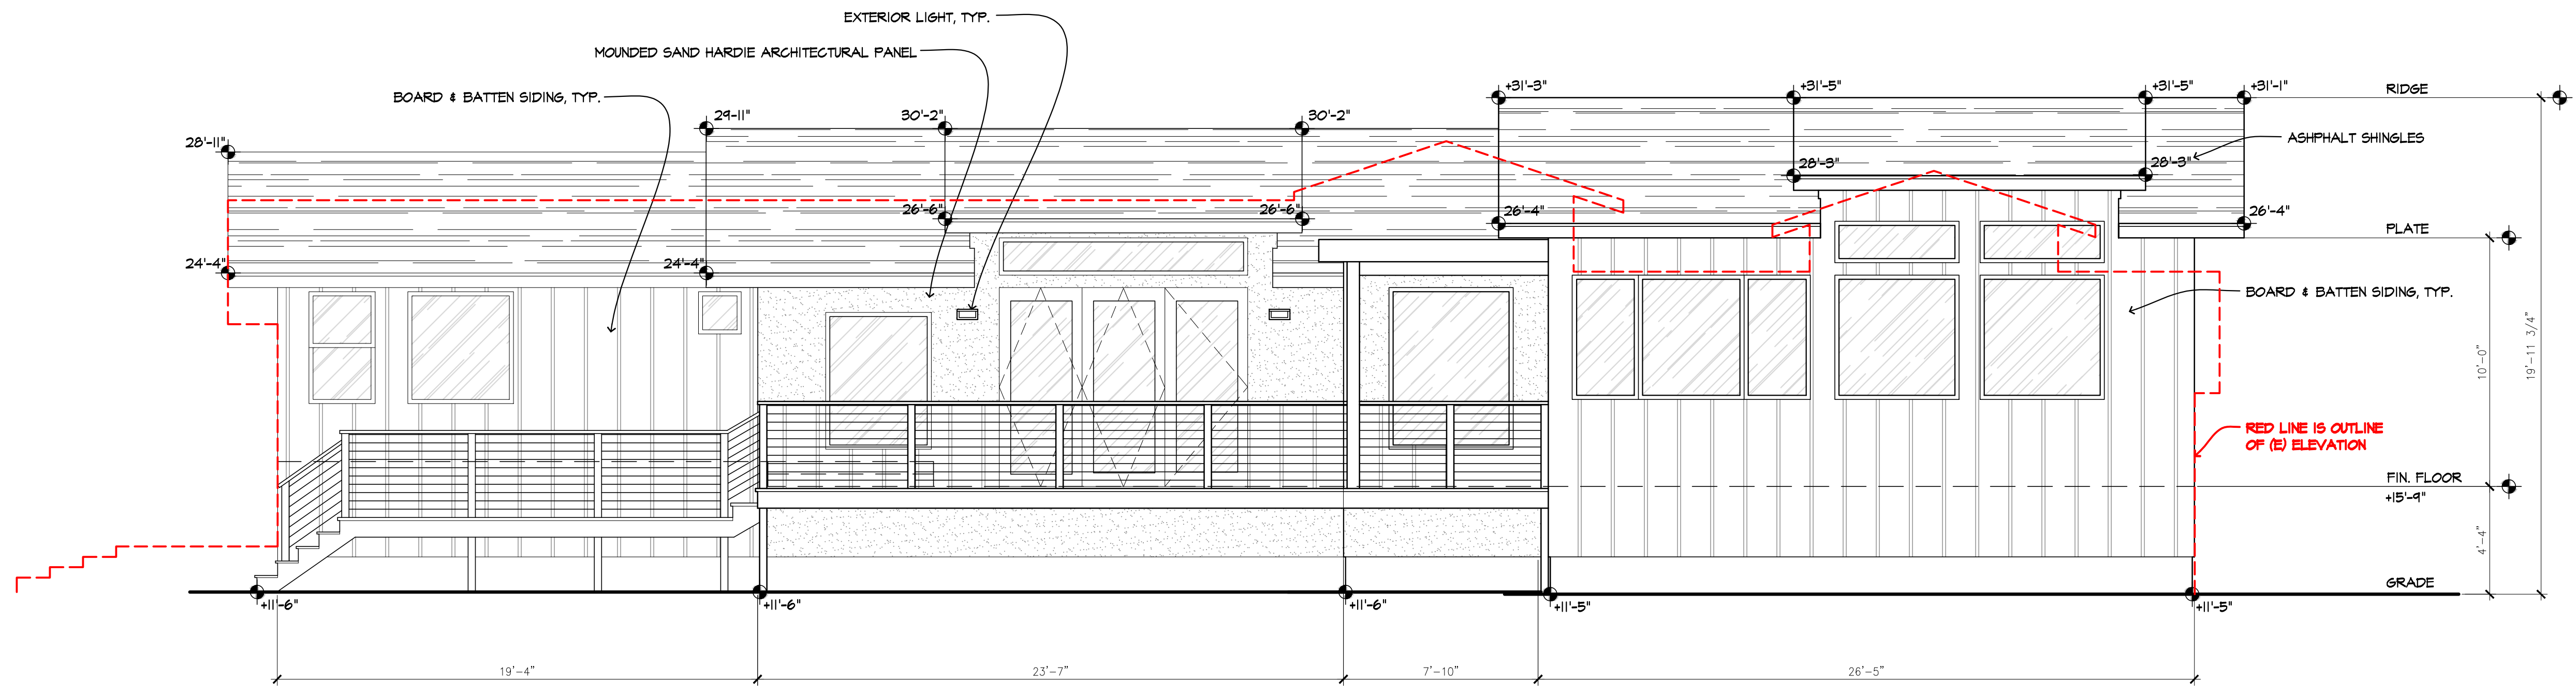 EXTERIOR LIGHT, TYP.
MOUNDED SAND HARDIE ARCHITECTURAL PANEL
BOARD & BATTEN SIDING, TYP.
+31'-3"
+31'-5"
+31'-5"
+31'-1"
RIDGE
29-11"
30'-2"
30'-2"
28'-11"
ASHPHALT SHINGLES
28'-3"
28'-3"
26'-6"
26'-6"
26'-4"
26'-4"
PLATE
24'-4"
24'-4"
BOARD & BATTEN SIDING, TYP.
10'-0"
19'-11 3/4"
RED LINE IS OUTLINE
OF (E) ELEVATION
FIN. FLOOR
+15'-9"
4'-4"
GRADE
+11'-6"
+11'-6"
+11'-6"
+11'-5"
+11'-5"
19'-4"
23'-7"
7'-10"
26'-5"